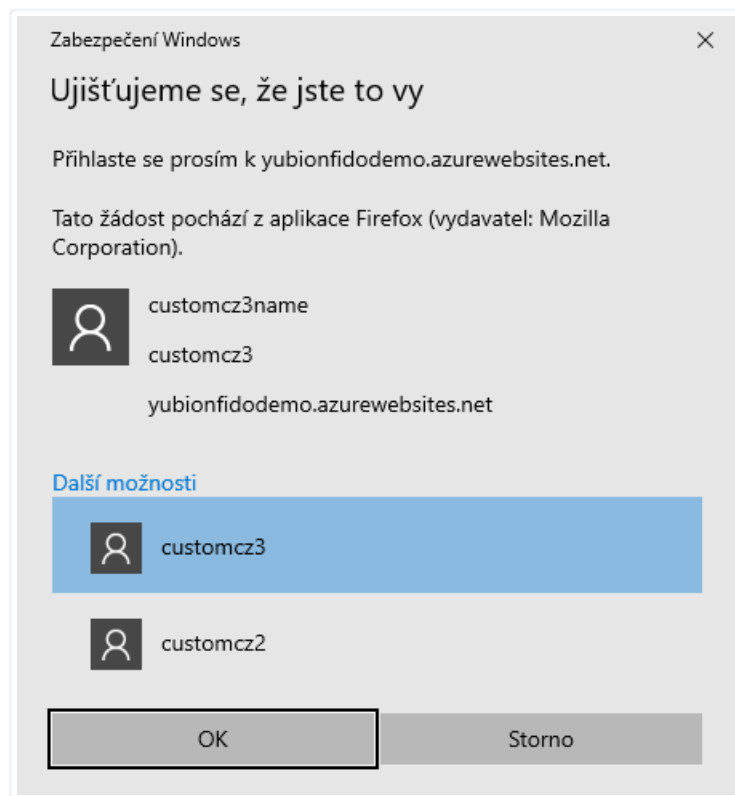 Zabezpečení Windows
Ujišťujeme se, že jste to vy
Přihlaste se prosím k yubionfidodemo.azurewebsites.net.
Tato žádost pochází z aplikace Firefox (vydavatel: Mozilla
Corporation).
customcz3name
customcz3
yubionfidodemo.azurewebsites.net
Další možnosti
customcz3
customcz2
OK
Storno